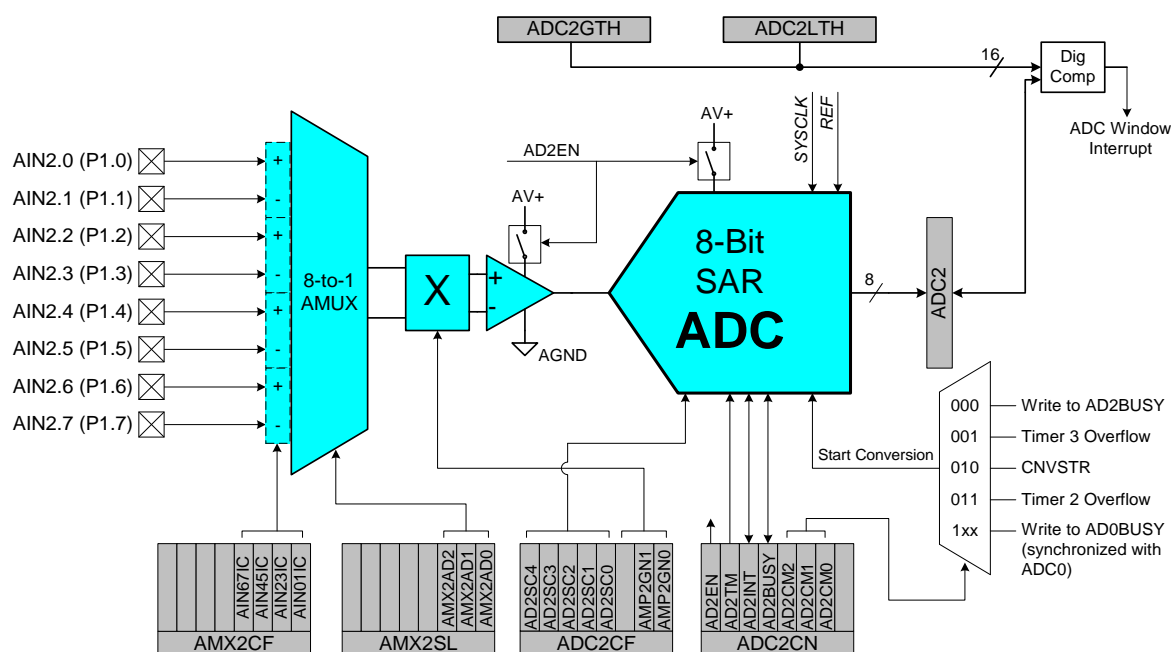 ADC2GTH
ADC2LTH
16
Dig
Comp
ADC Window
Interrupt
SYSCLK
REF
AV+
AD2EN
AV+
AIN2.0 (P1.0)
AIN2.1 (P1.1)
AIN2.2 (P1.2)
AIN2.3 (P1.3)
AIN2.4 (P1.4)
AIN2.5 (P1.5)
AIN2.6 (P1.6)
AIN2.7 (P1.7)
+
-
+
-
+
-
+
-
8-to-1
AMUX
X
+
-
AGND
8-Bit
SAR
ADC
8
ADC2
Start Conversion
000
001
010
011
1xx
Write to AD2BUSY
Timer 3 Overflow
CNVSTR
Timer 2 Overflow
Write to AD0BUSY
(synchronized with
ADC0)
AIN67IC
AIN45IC
AIN23IC
AIN01IC
AMX2CF
AMX2AD2
AMX2AD1
AMX2AD0
AMX2SL
AD2SC4
AD2SC3
AD2SC2
AD2SC1
AD2SC0
AMP2GN1
AMP2GN0
ADC2CF
AD2EN
AD2TM
AD2INT
AD2BUSY
AD2CM2
AD2CM1
AD2CM0
ADC2CN